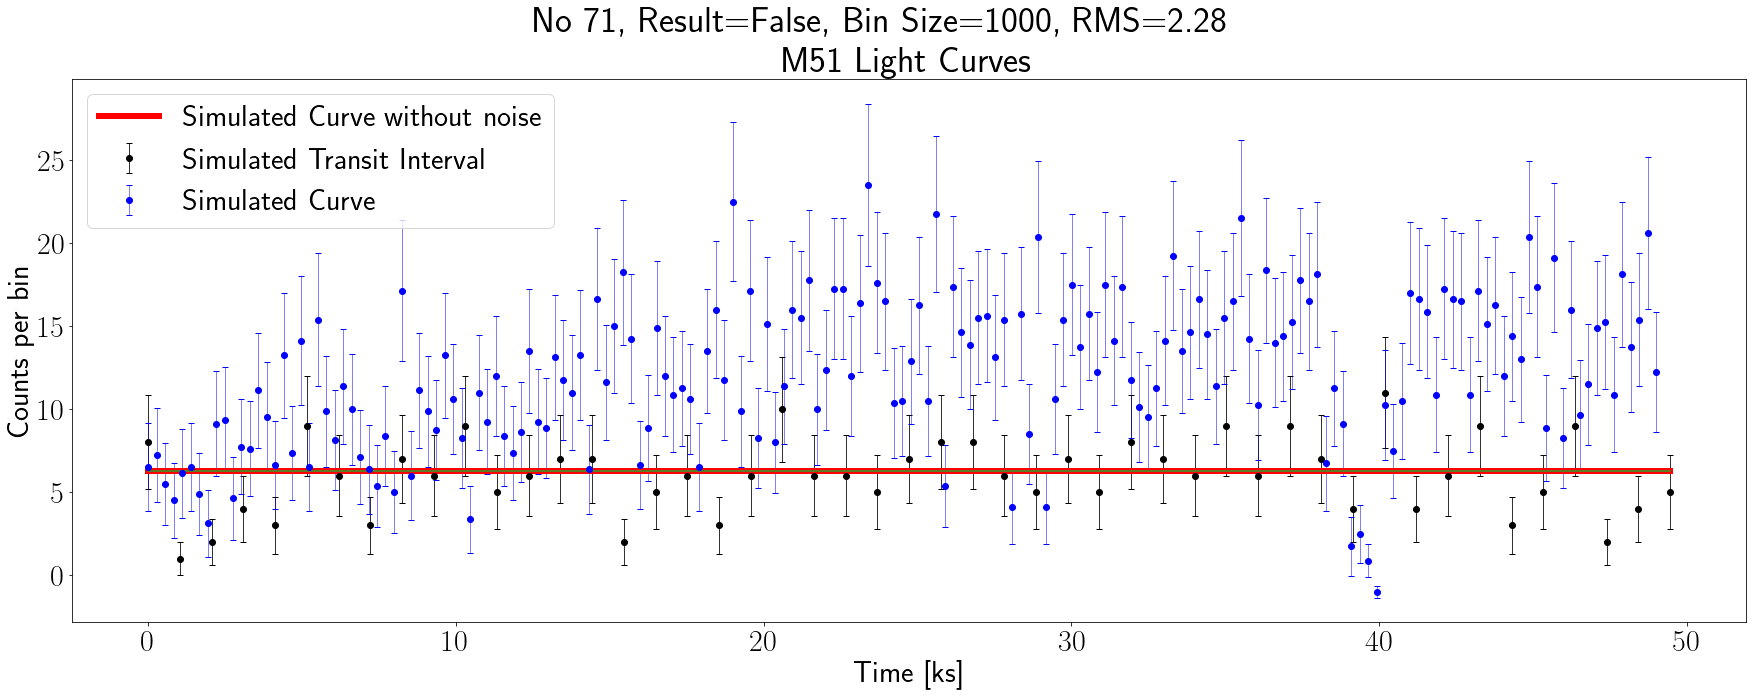 No 71, Result=False, Bin Size=1000, RMS=2.28
M51 Light Curves
Simulated Curve without noise
Simulated Transit Interval
Simulated Curve
Counts per bin
25
20
15
10
5
0
0 10 20 30 40 50
Time [ks]